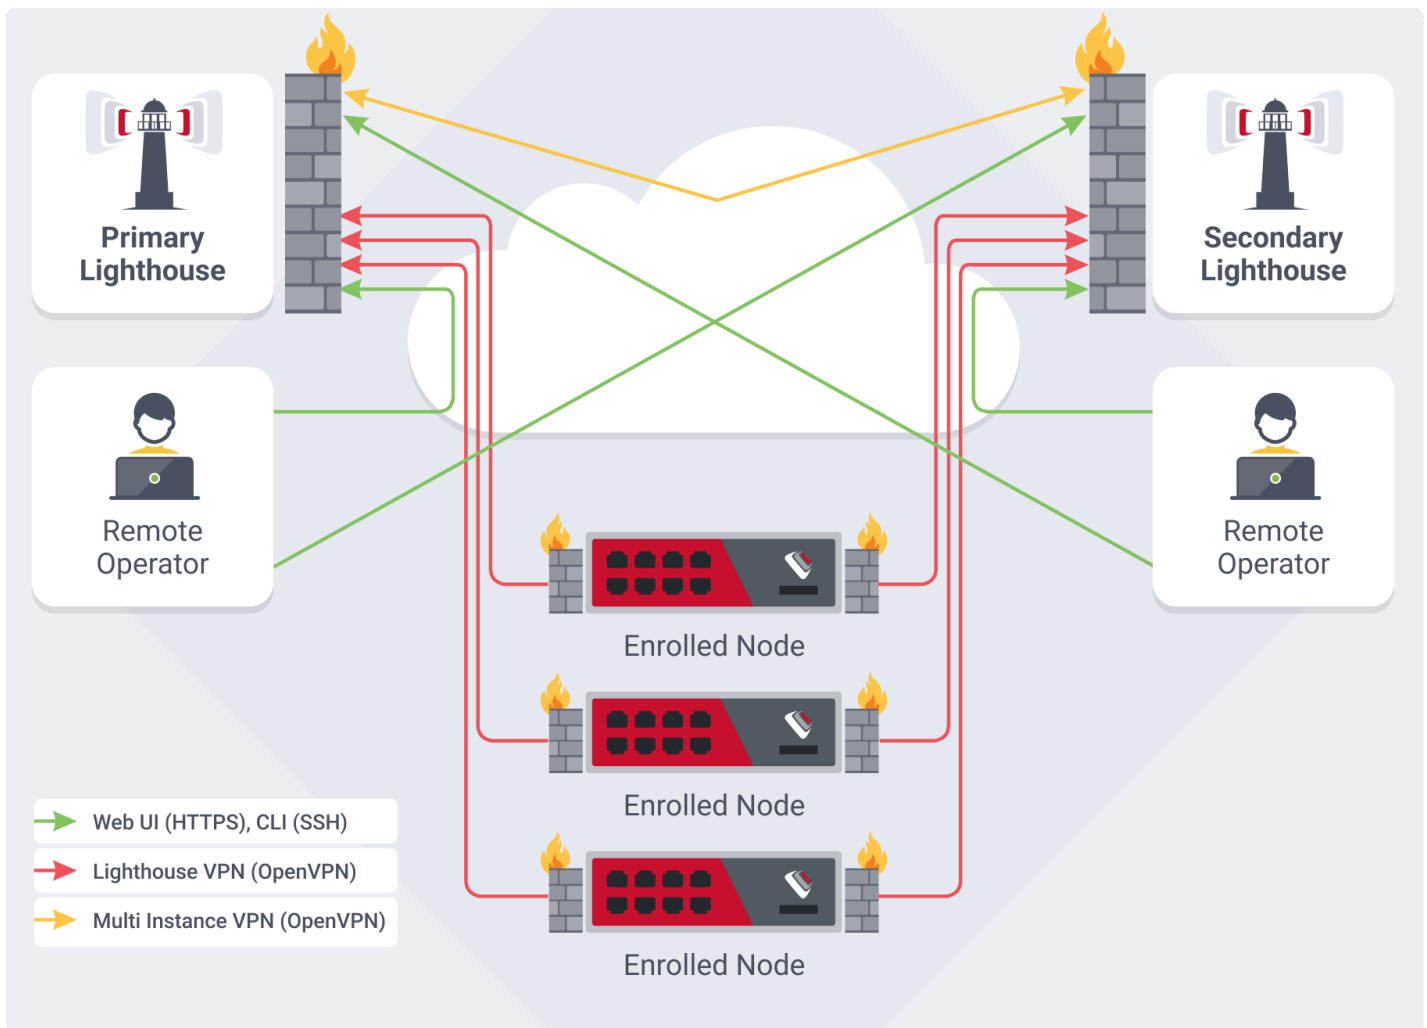 Primary
Lighthouse
Secondary
Lighthouse
Remote
Operator
Remote
Operator
Enrolled Node
Enrolled Node
Enrolled Node
Web UI (HTTPS), CLI (SSH)
Lighthouse VPN (OpenVPN)
Multi Instance VPN (OpenVPN)